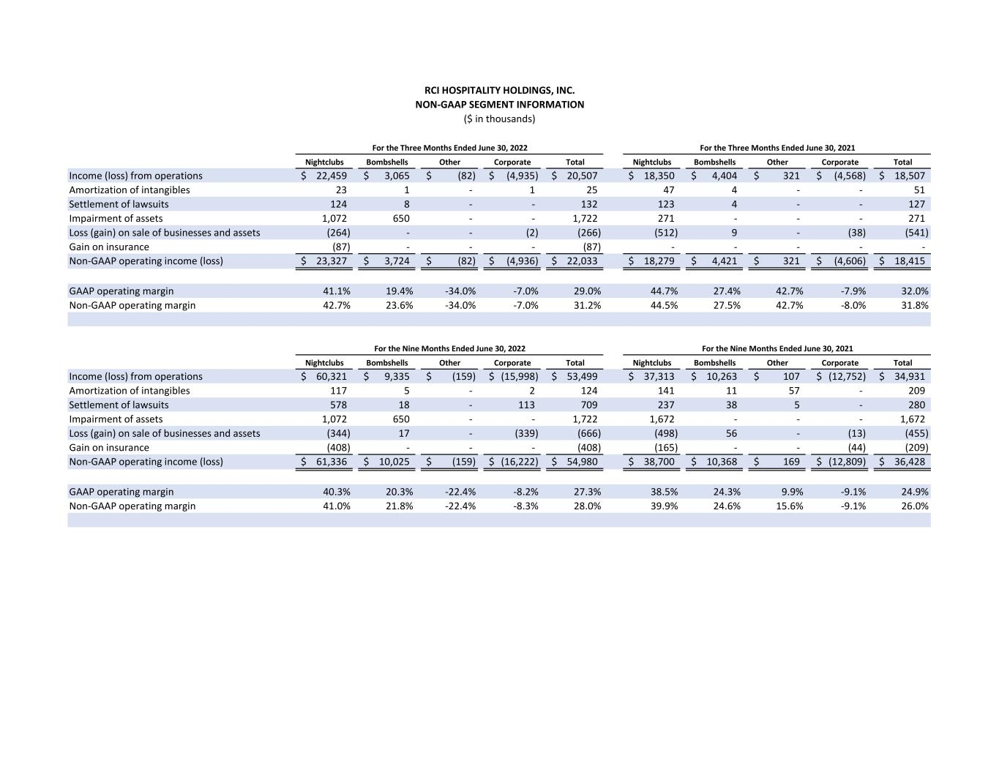 RCI HOSPITALITY HOLDINGS, INC.
NON-GAAP SEGMENT INFORMATION
($ in thousands)
For the Three Months Ended June 30, 2022 For the Three Months Ended June 30, 2021
Nightclubs Bombshells Other Corporate Total Nightclubs Bombshells Other Corporate Total
Income (loss) from operations $ 22,459 $ 3,065 $ (82) $ (4,935) $ 20,507 $ 18,350 $ 4,404 $ 321 $ (4,568) $ 18,507
Amortization of intangibles 23 1 - 1 25 47 4 - - 51
Settlement of lawsuits 124 8 - - 132 123 4 - - 127
Impairment of assets 1,072 650 - - 1,722 271 - - - 271
Loss (gain) on sale of businesses and assets (264) - - (2) (266) (512) 9 - (38) (541)
Gain on insurance (87) - - - (87) - - - - -
Non-GAAP operating income (loss) $ 23,327 $ 3,724 $ (82) $ (4,936) $ 22,033 $ 18,279 $ 4,421 $ 321 $ (4,606) $ 18,415
GAAP operating margin 41.1% 19.4% -34.0% -7.0% 29.0% 44.7% 27.4% 42.7% -7.9% 32.0%
Non-GAAP operating margin 42.7% 23.6% -34.0% -7.0% 31.2% 44.5% 27.5% 42.7% -8.0% 31.8%
For the Nine Months Ended June 30, 2022 For the Nine Months Ended June 30, 2021
Nightclubs Bombshells Other Corporate Total Nightclubs Bombshells Other Corporate Total
Income (loss) from operations $ 60,321 $ 9,335 $ (159) $ (15,998) $ 53,499 $ 37,313 $ 10,263 $ 107 $ (12,752) $ 34,931
Amortization of intangibles 117 5 - 2 124 141 11 57 - 209
Settlement of lawsuits 578 18 - 113 709 237 38 5 - 280
Impairment of assets 1,072 650 - - 1,722 1,672 - - - 1,672
Loss (gain) on sale of businesses and assets (344) 17 - (339) (666) (498) 56 - (13) (455)
Gain on insurance (408) - - - (408) (165) - - (44) (209)
Non-GAAP operating income (loss) $ 61,336 $ 10,025 $ (159) $ (16,222) $ 54,980 $ 38,700 $ 10,368 $ 169 $ (12,809) $ 36,428
GAAP operating margin 40.3% 20.3% -22.4% -8.2% 27.3% 38.5% 24.3% 9.9% -9.1% 24.9%
Non-GAAP operating margin 41.0% 21.8% -22.4% -8.3% 28.0% 39.9% 24.6% 15.6% -9.1% 26.0%